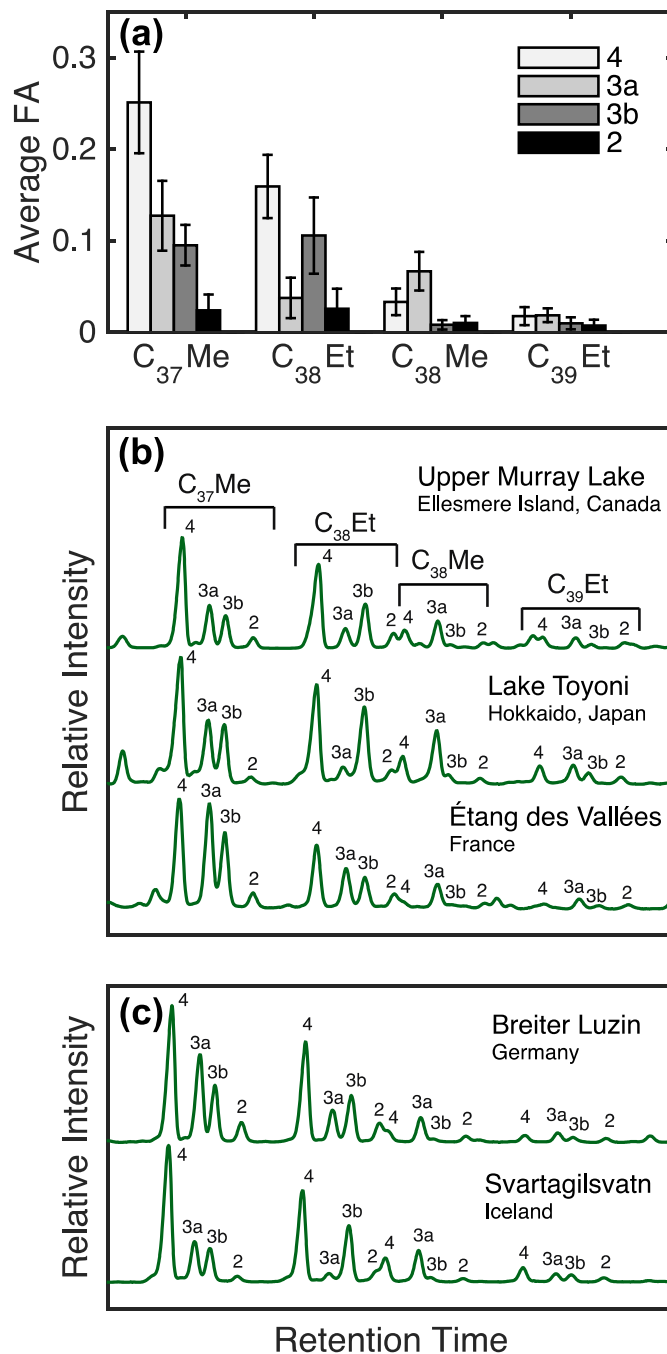 (a)
0.3
0.2
0.1
0
Average FA
4
3a
3b
2
C37Me
C38Et
C38Me
C39Et
(b)
Upper Murray Lake
Ellesmere Island, Canada
C37Me
C38Et
C38Me
C39Et
4 3a 3b 2 4 3a 3b 2 4 3a 3b 2 4 3a 3b 2
Relative Intensity
Lake Toyoni
Hokkaido, Japan
4 3a 3b 2 4 3a 3b 2 4 3a 3b 2 4 3a 3b 2
Étang des Vallées
France
4 3a 3b 2 4 3a 3b 2 4 3a 3b 2 4 3a 3b 2
(c)
Breiter Luzin
Germany
4 3a 3b 2 4 3a 3b 2 4 3a 3b 2 4 3a 3b 2
Relative Intensity
Svartagilsvatn
Iceland
4 3a 3b 2 4 3a 3b 2 4 3a 3b 2 4 3a 3b 2
Retention Time